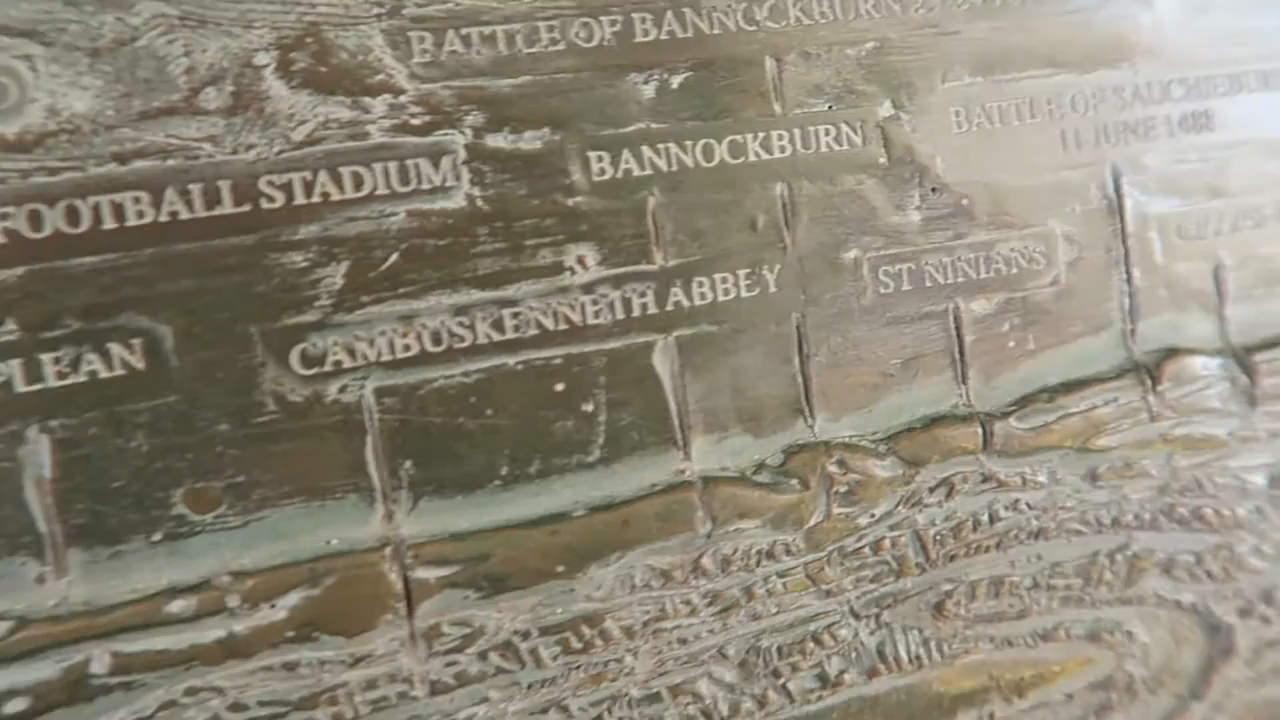 BATTLE OF BANNOCKBURN
BATTLE OF SAUCHIEBURN
11 JUNE 1488
BANNOCKBURN
FOOTBALL STADIUM
ST NINIANS
CAMBUSKENNETH ABBEY
PLEAN